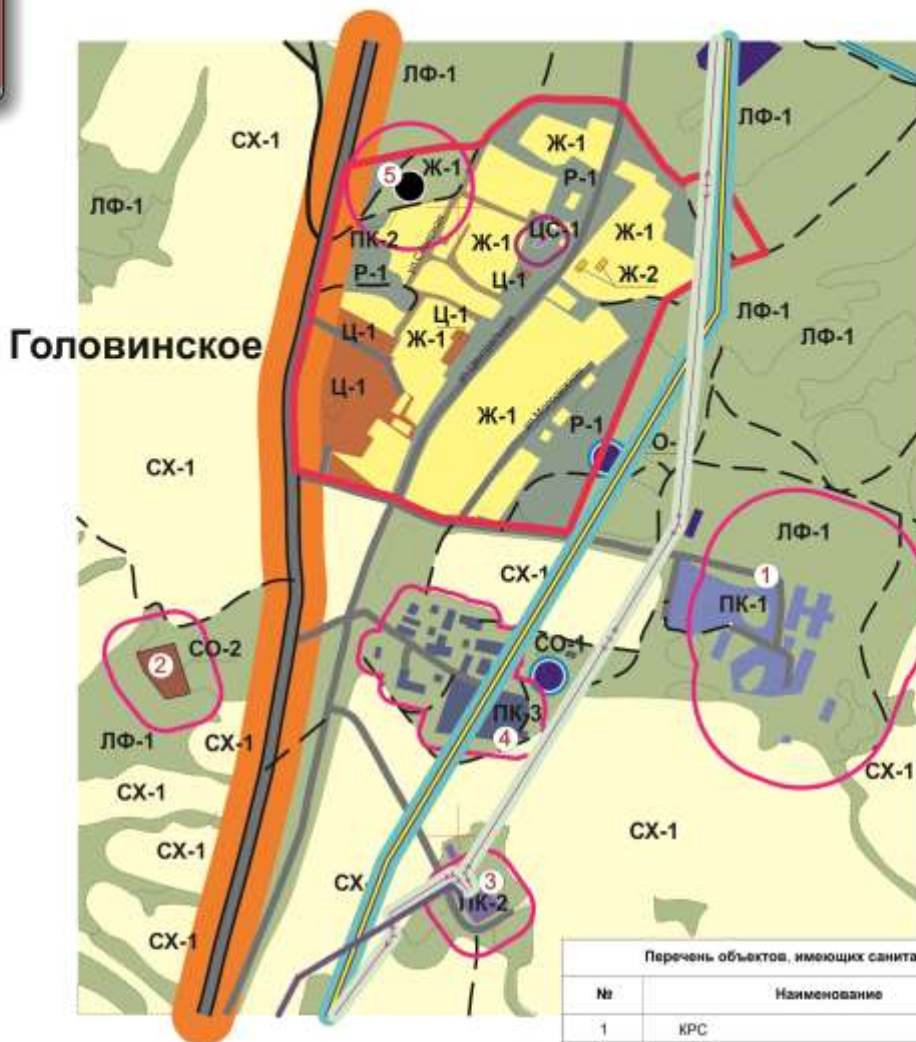 ЛФ-1
СХ-1
ЛФ-1
Ж-1
5
Ж-1
Р-1
ЛФ-1
ЦС-1
ПК-2
Ж-1
Ж-1
Р-1
Ц-1
Ж-2
Ц-1
ЛФ-1
Головинское
Ц-1
Ж-1
ЛФ-1
Ц-1
Ж-1
Р-1
О-
СХ-1
ЛФ-1
СХ-1
1
ПК-1
2
СО-2
СО-1
ПК-3
4
ЛФ-1
СХ-1
СХ-1
СХ-1
СХ-1
СХ-1
СХ-
3
ПК-2
СХ-1
Перечень объектов, имеющих санита
№
Наименование
1
КРС